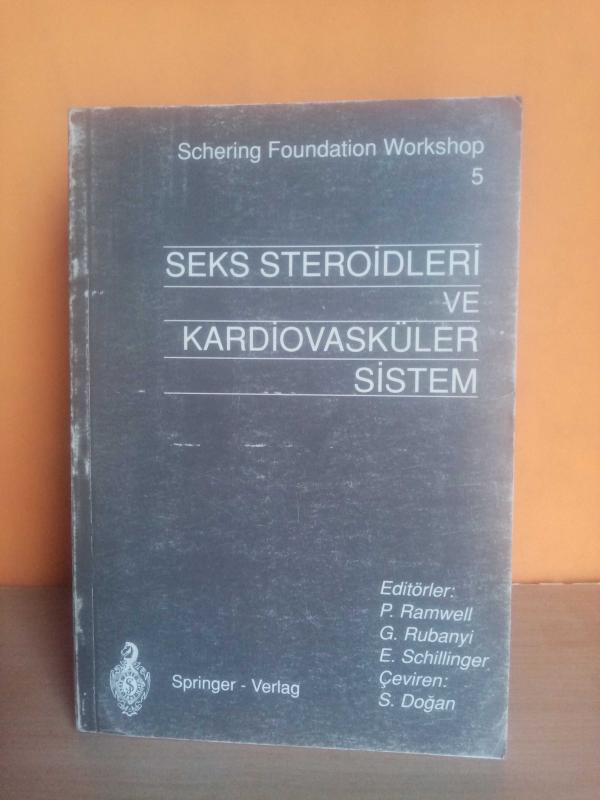 Schering Foundation Workshop
5
SEKS STEROİDLERİ
VE
KARDİOVASKÜLER
SİSTEM
Editörler:
P. Ramwell
G. Rubanyi
E. Schillinger
Çeviren:
S. Doğan
Springer - Verlag